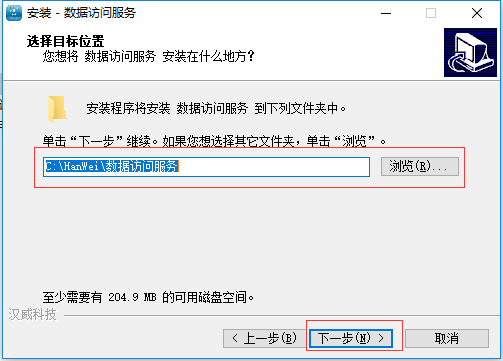 安装 - 数据访问服务
选择目标位置
您想将 数据访问服务 安装在什么地方？
安装程序将安装 数据访问服务 到下列文件夹中。
单击“下一步”继续。如果您想选择其它文件夹，单击“浏览”。
C:\HanWei\数据访问服务
浏览(R)...
至少需要有 204.9 MB 的可用磁盘空间。
汉威科技
< 上一步(B)
下一步(N) >
取消